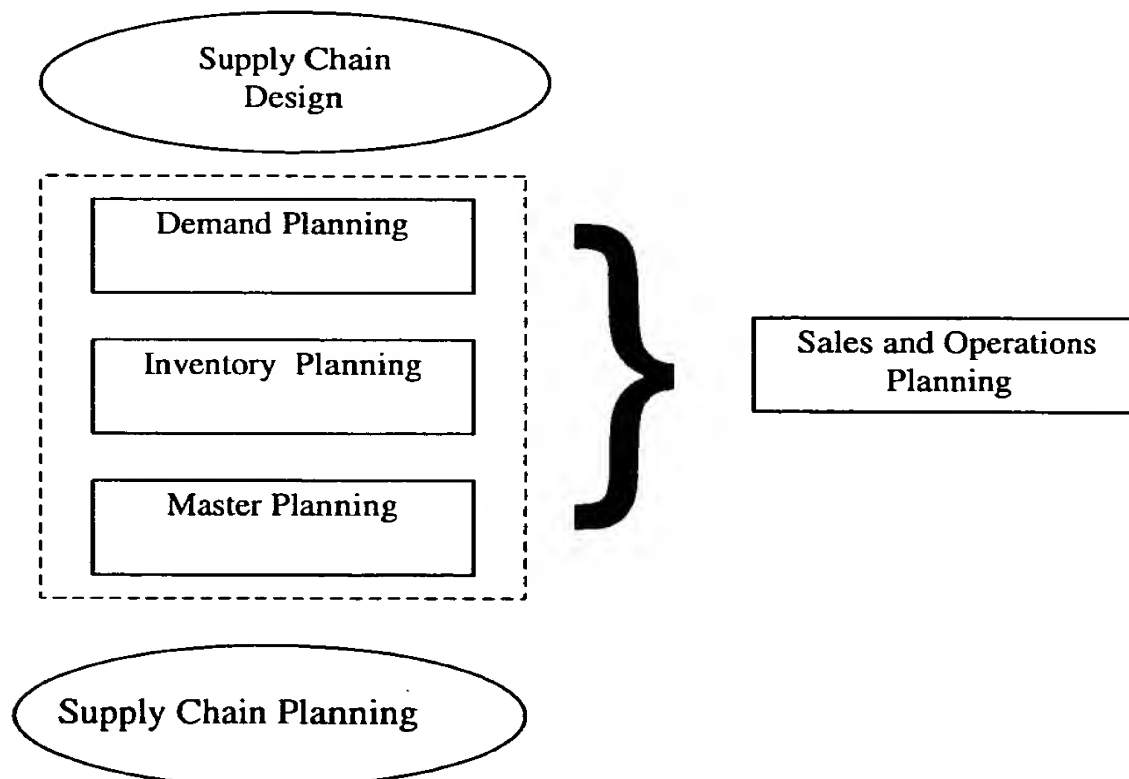 Supply Chain
Design
Demand Planning
Inventory Planning
Master Planning
Sales and Operations
Planning
Supply Chain Planning